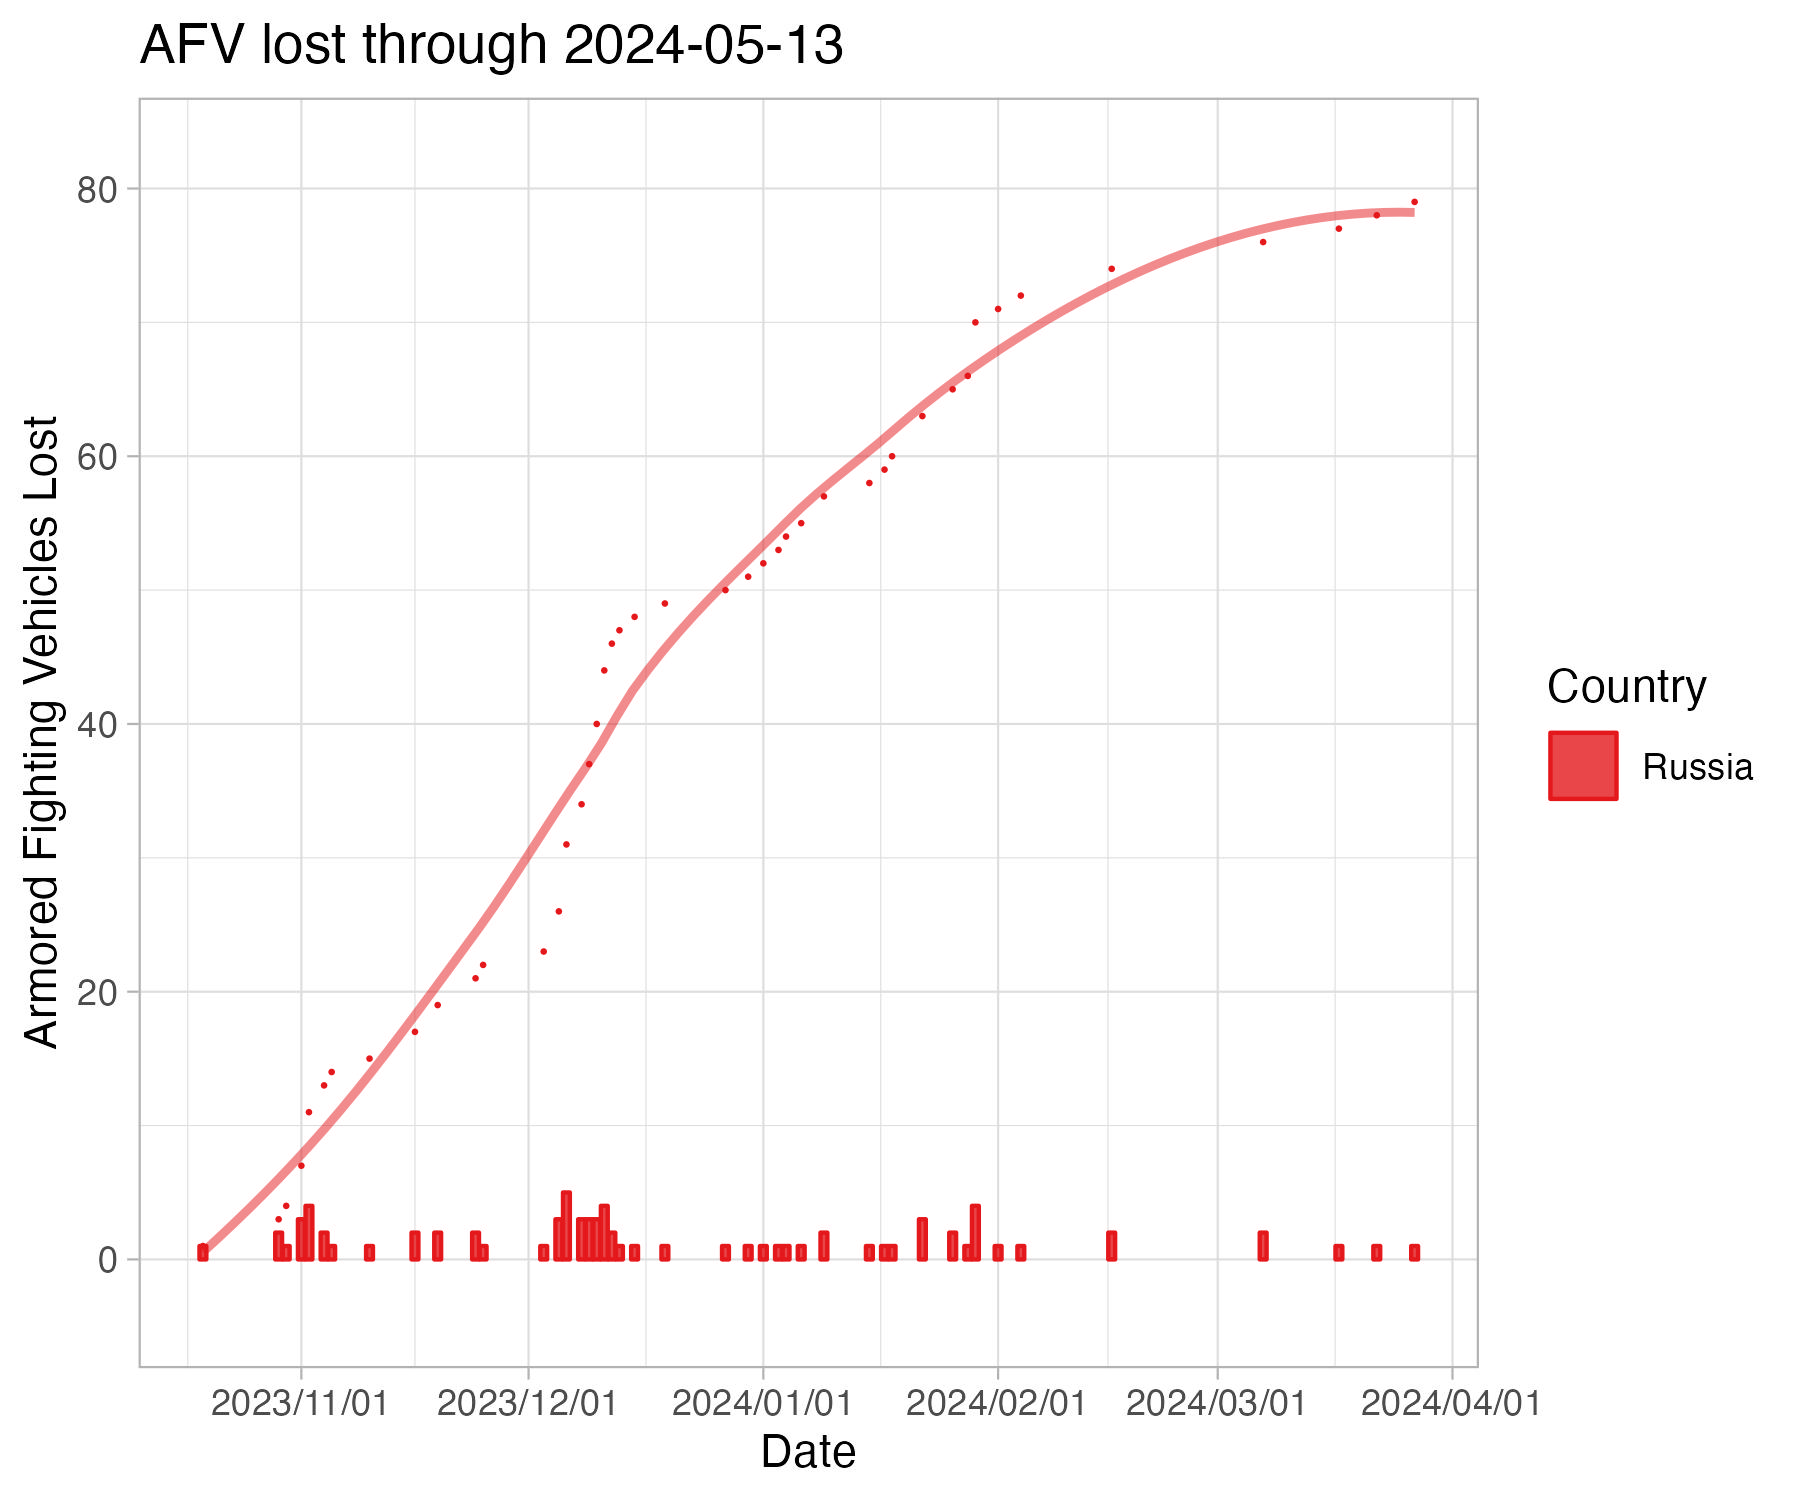 AFV lost through 2024-05-13
Armored Fighting Vehicles Lost
80
60
40
20
0
2023/11/01 2023/12/01 2024/01/01 2024/02/01 2024/03/01 2024/04/01
Date
Country
Russia